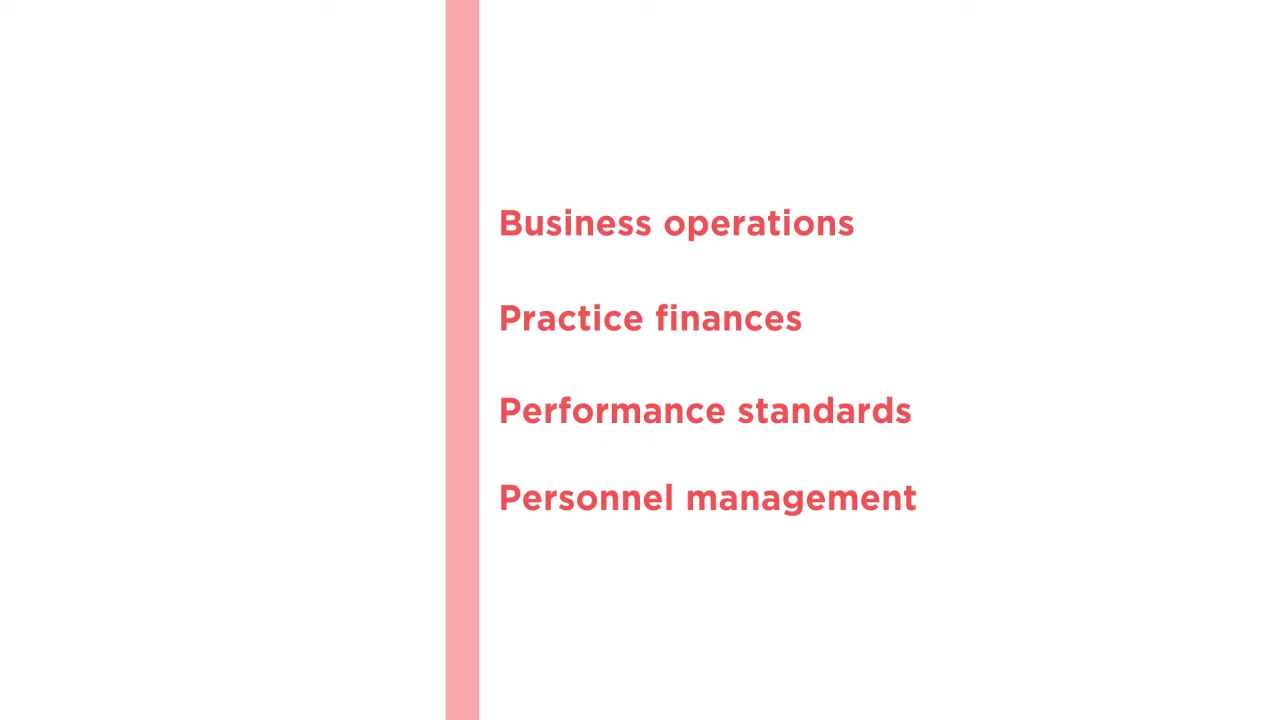 Business operations
Practice finances
Performance standards
Personnel management